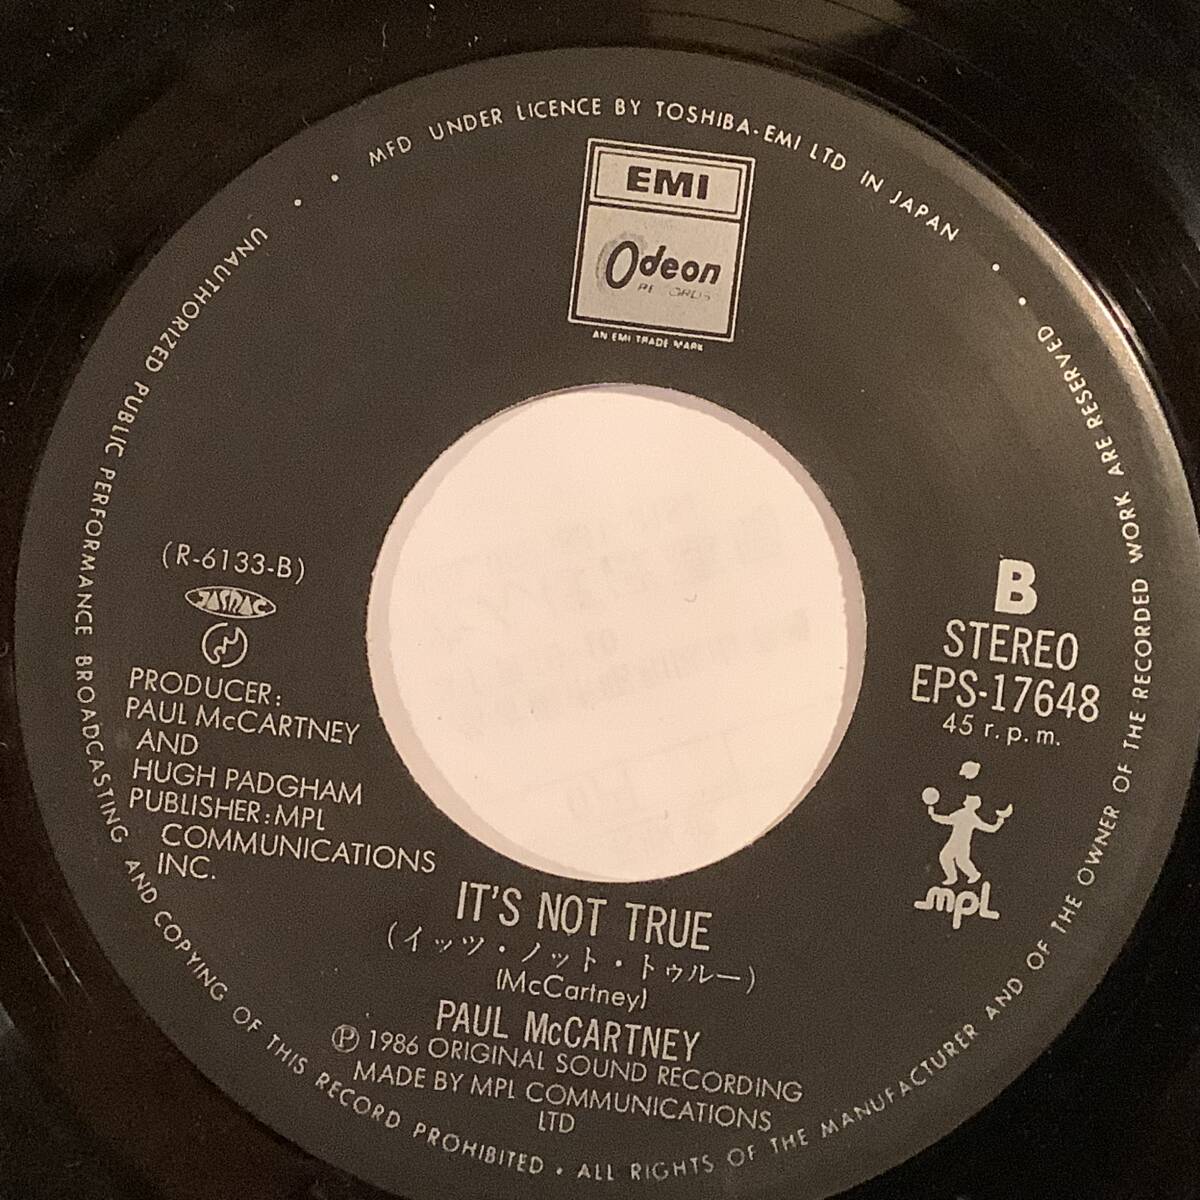 MFD UNDER LICENCE BY TOSHIBA-EMI LTD IN JAPAN
EMI
Odeon
RECORDS
AN EMI TRADE MARK
(R-6133-B)
JASRAC
PRODUCER:
PAUL McCARTNEY
AND
HUGH PADGHAM
PUBLISHER:MPL
COMMUNICATIONS
INC.
B
STEREO
EPS-17648
45 r.p.m.
mpl
IT'S NOT TRUE
(イッツ・ノット・トゥルー)
(McCartney)
PAUL McCARTNEY
Ⓟ 1986 ORIGINAL SOUND RECORDING
MADE BY MPL COMMUNICATIONS
LTD
UNAUTHORIZED PUBLIC PERFORMANCE BROADCASTING AND COPYING OF THIS RECORD PROHIBITED • ALL RIGHTS OF THE MANUFACTURER AND OF THE OWNER OF THE RECORDED WORK ARE RESERVED